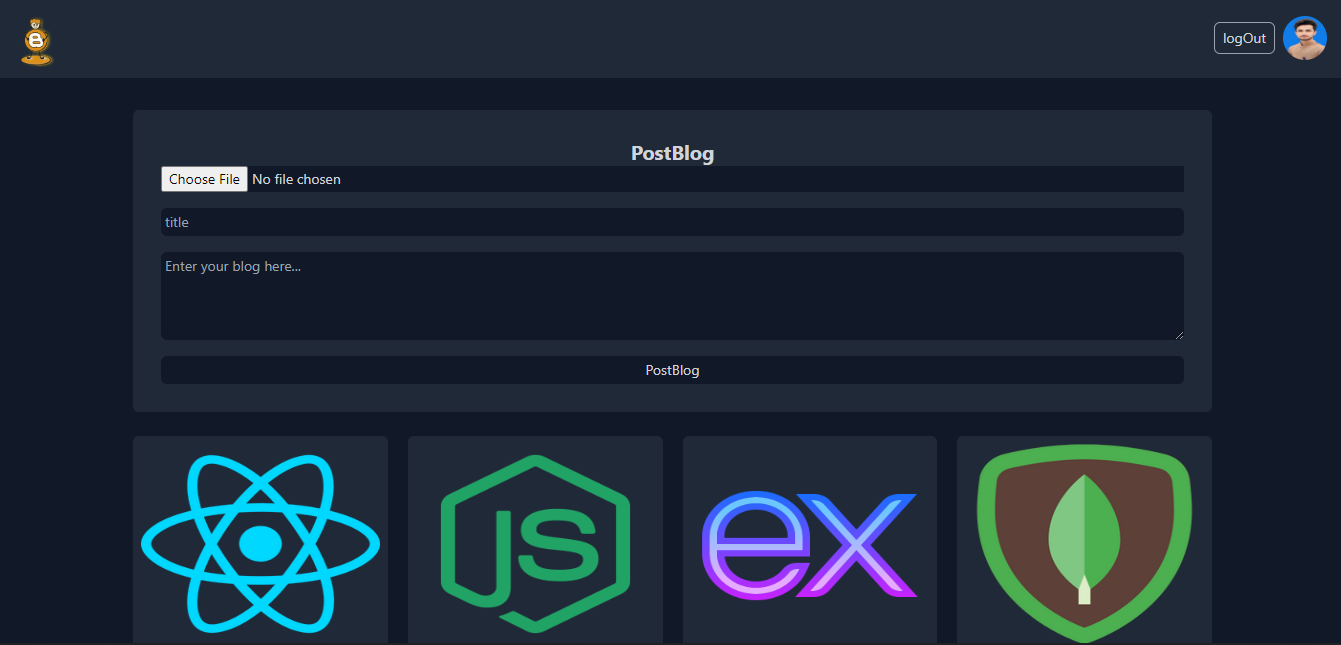 B
logOut
PostBlog
Choose File No file chosen
title
Enter your blog here...
PostBlog
JS
ex